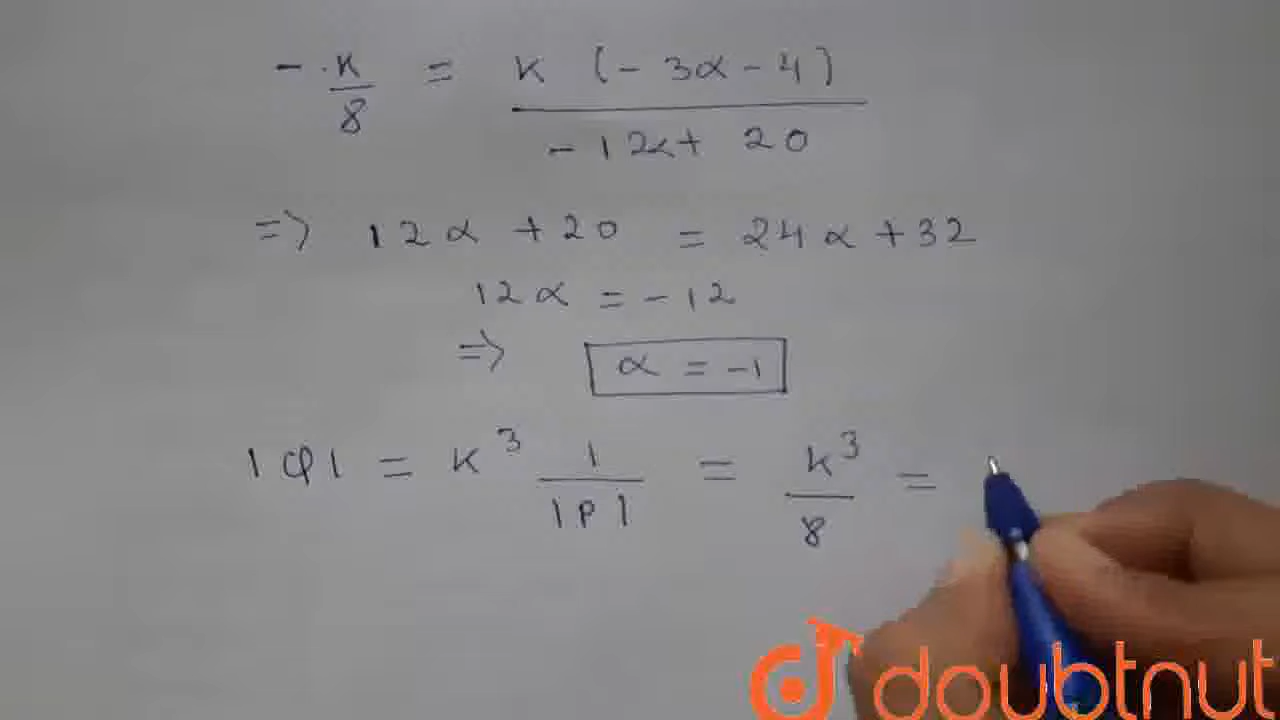 - k/8 = k (-3α - 4)/-12α + 20
=> 12α + 20 = 24α + 32
12α = -12
=> α = -1
|φ| = k³ 1/|P| = k³/8 =
doubtnut